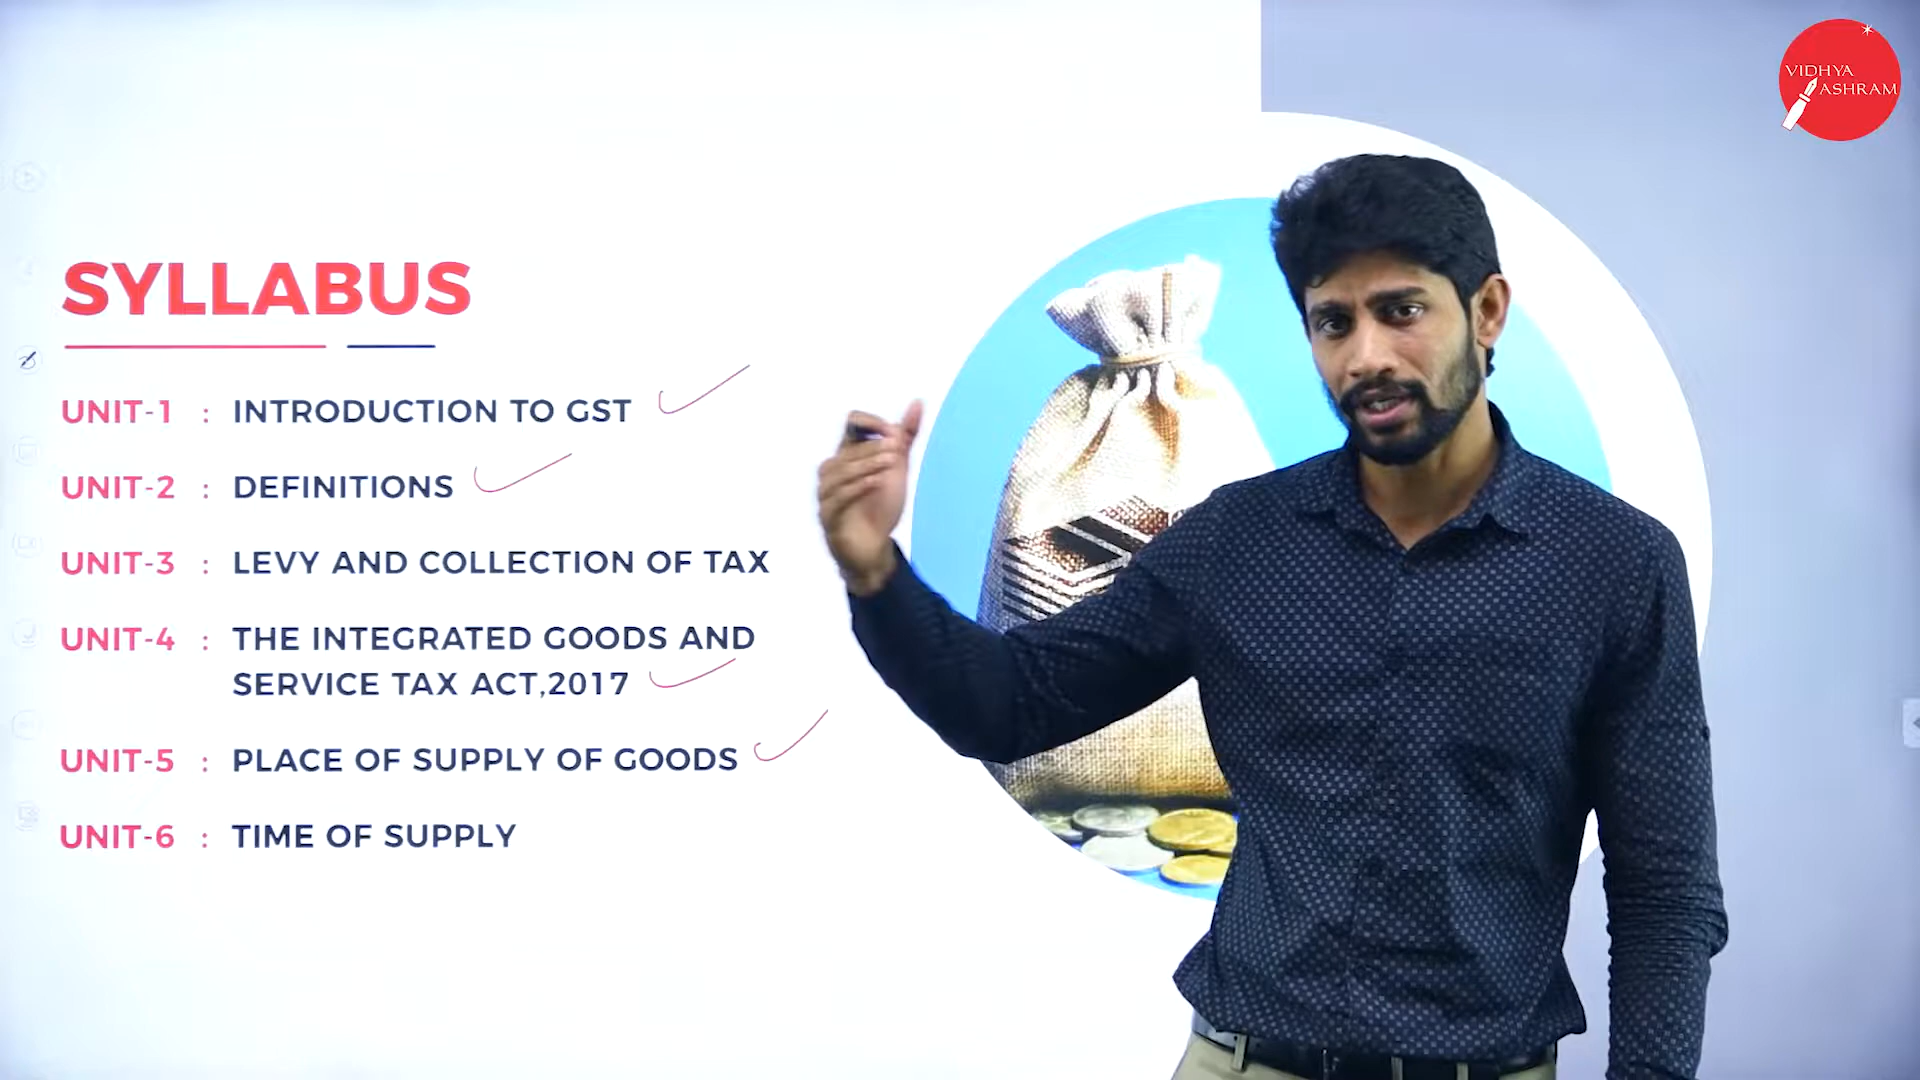 VIDHYA
ASHRAM
SYLLABUS
UNIT-1 : INTRODUCTION TO GST
UNIT-2 : DEFINITIONS
UNIT-3 : LEVY AND COLLECTION OF TAX
UNIT-4 : THE INTEGRATED GOODS AND
SERVICE TAX ACT,2017
UNIT-5 : PLACE OF SUPPLY OF GOODS
UNIT-6 : TIME OF SUPPLY